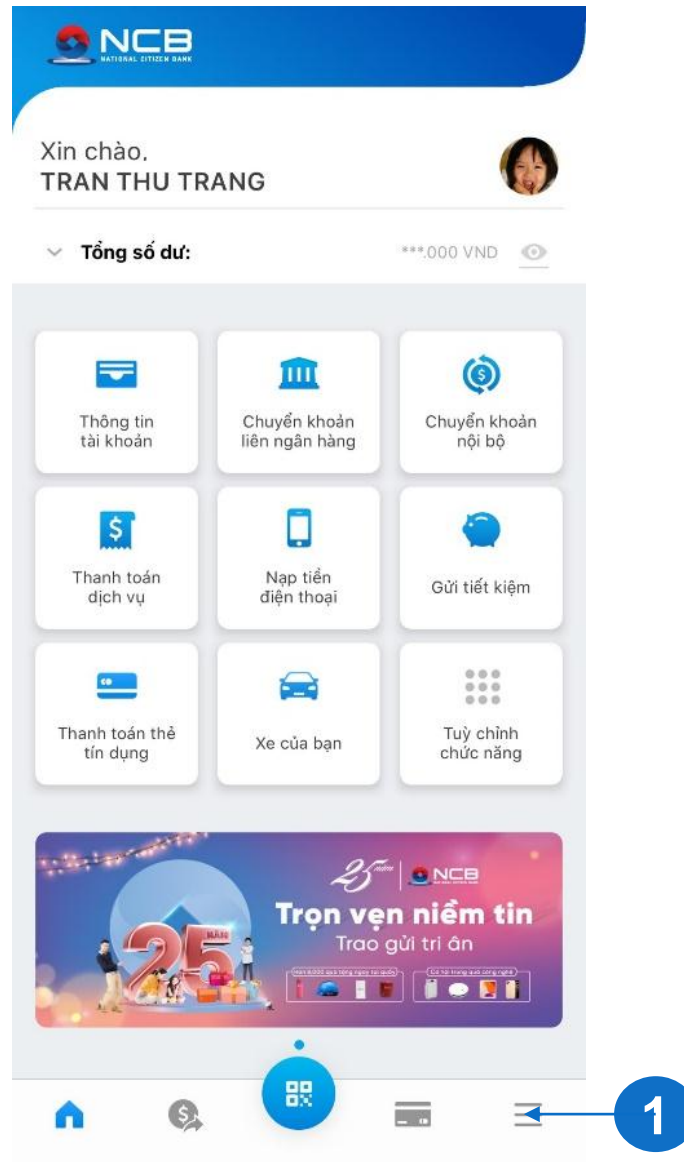 NCB
NATIONAL CITIZEN BANK
Xin chào,
TRAN THU TRANG
Tổng số dư:
***.000 VND
Thông tin
tài khoản
Chuyển khoản
liên ngân hàng
Chuyển khoản
nội bộ
Thanh toán
dịch vụ
Nạp tiền
điện thoại
Gửi tiết kiệm
Thanh toán thẻ
tín dụng
Xe của bạn
Tuỳ chỉnh
chức năng
25 năm
NCB
Trọn vẹn niềm tin
Trao gửi tri ân
NĂM
25
1